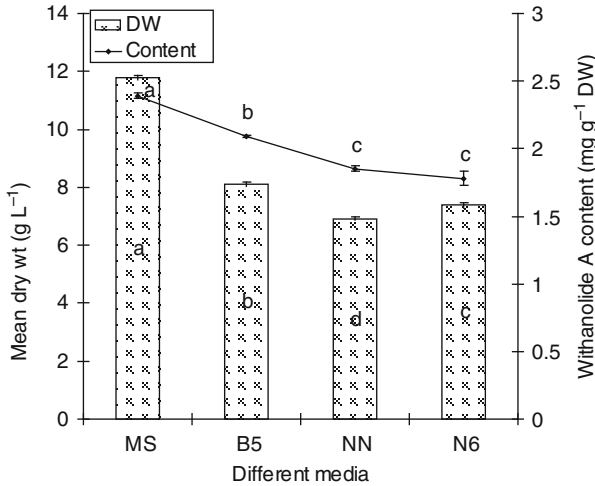 DW
Content
14
12
10
8
6
4
2
0
Mean dry wt (g L⁻¹)
3
2.5
2
1.5
1
0.5
0
Withanolide A content (mg g⁻¹ DW)
a
b
c
c
a
b
d
c
MS B5 NN N6
Different media